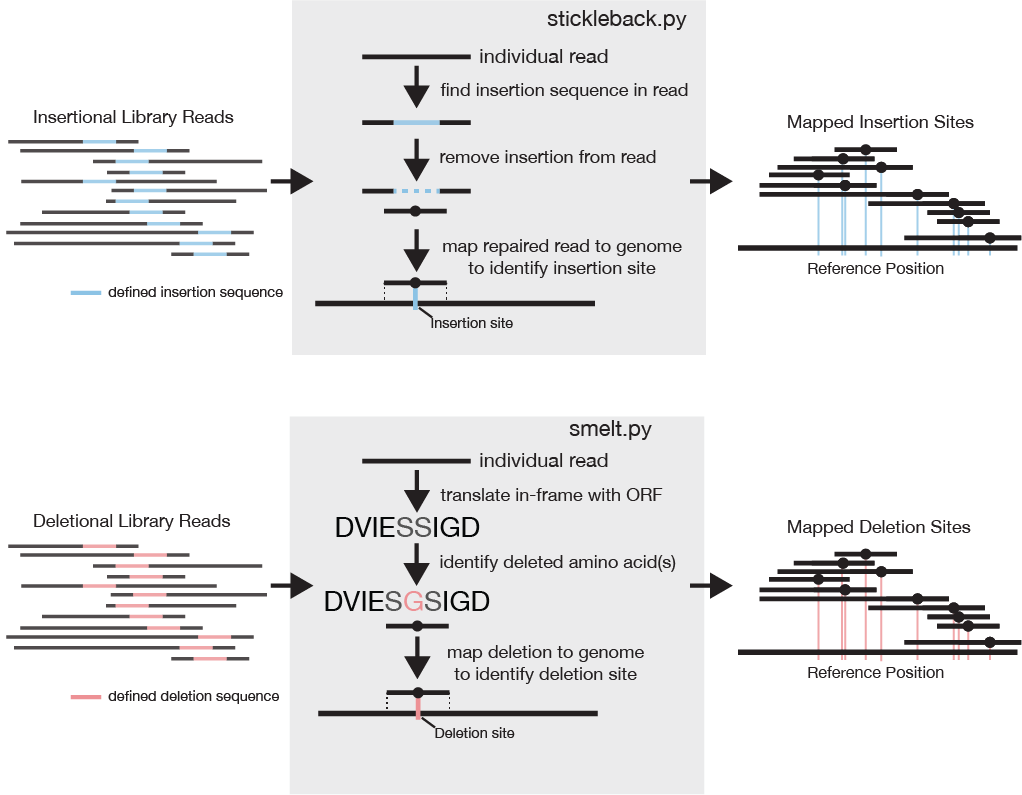 stickleback.py
individual read
find insertion sequence in read
Insertional Library Reads
Mapped Insertion Sites
remove insertion from read
map repaired read to genome
to identify insertion site
Reference Position
defined insertion sequence
Insertion site
smelt.py
individual read
translate in-frame with ORF
Deletional Library Reads
DVIESSIGD
Mapped Deletion Sites
identify deleted amino acid(s)
DVIESGSIGD
map deletion to genome
to identify deletion site
Reference Position
defined deletion sequence
Deletion site